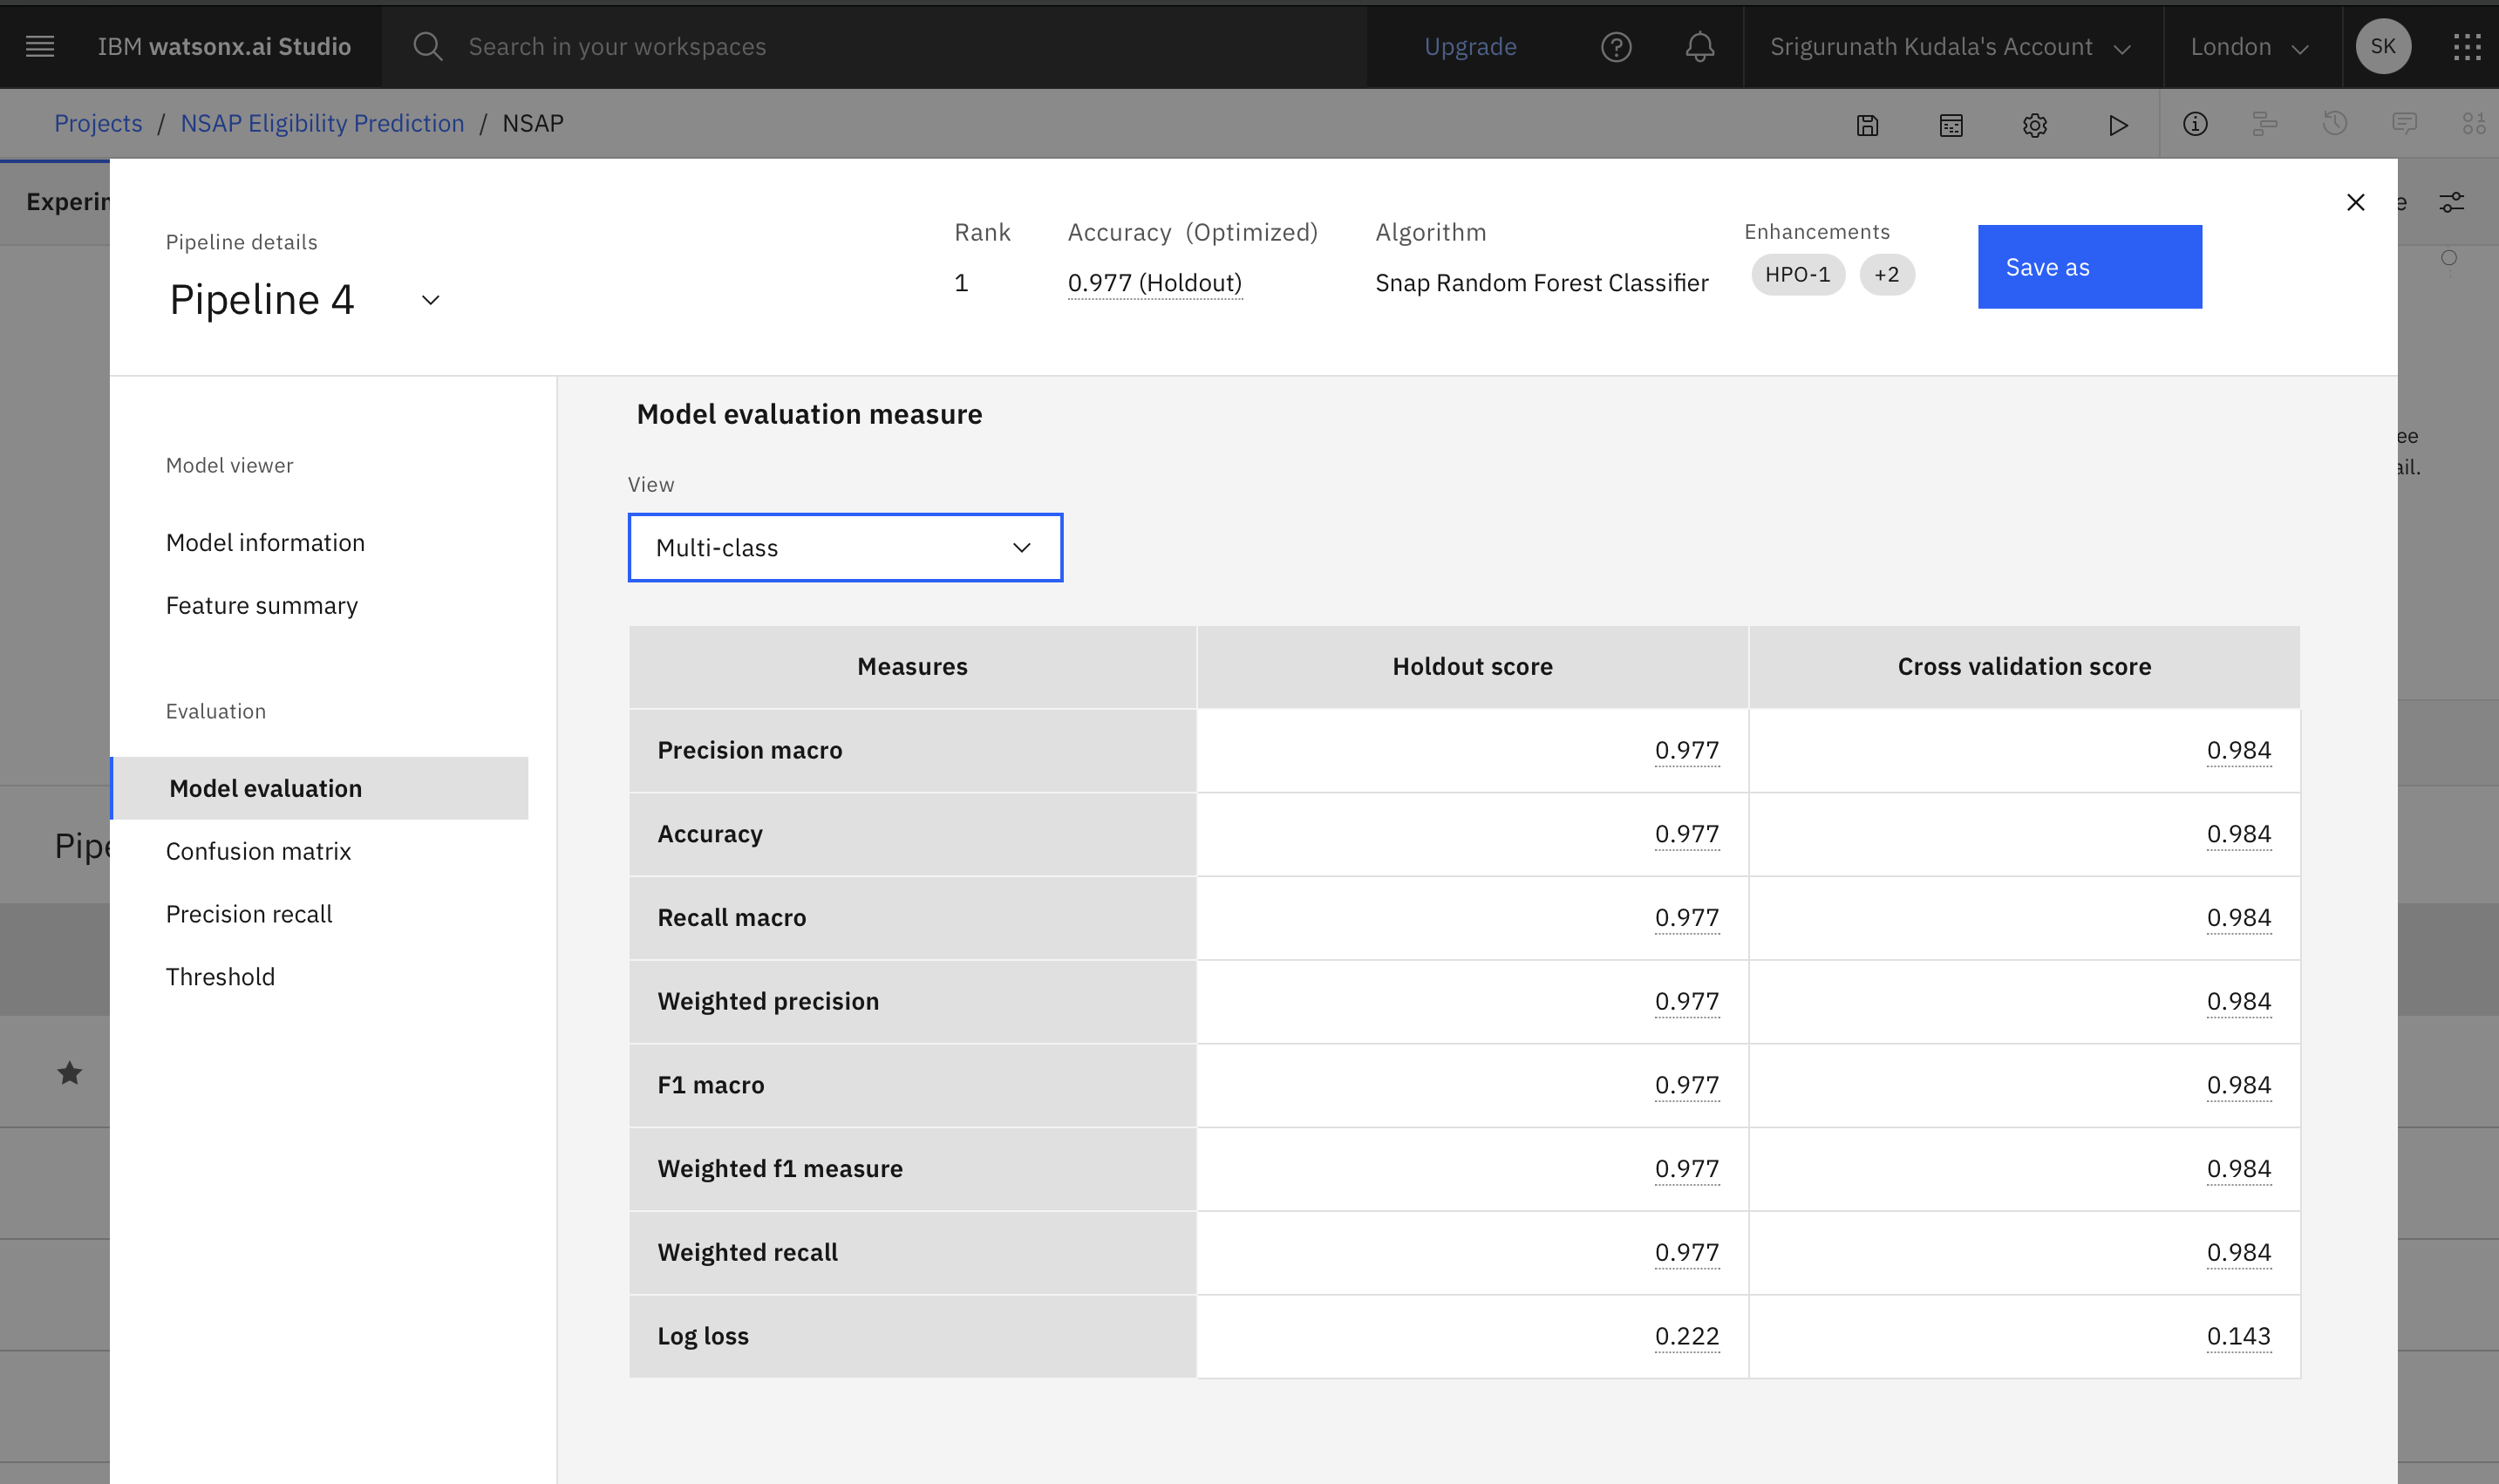 IBM watsonx.ai Studio
Search in your workspaces
Upgrade
Srigurunath Kudala's Account
London
SK
Projects / NSAP Eligibility Prediction / NSAP
Pipeline details
Pipeline 4
Rank
1
Accuracy (Optimized)
0.977 (Holdout)
Algorithm
Snap Random Forest Classifier
Enhancements
HPO-1
+2
Save as
Model viewer
Model information
Feature summary
Evaluation
Model evaluation
Confusion matrix
Precision recall
Threshold
Model evaluation measure
View
Multi-class
Measures Holdout score Cross validation score
Precision macro 0.977 0.984
Accuracy 0.977 0.984
Recall macro 0.977 0.984
Weighted precision 0.977 0.984
F1 macro 0.977 0.984
Weighted f1 measure 0.977 0.984
Weighted recall 0.977 0.984
Log loss 0.222 0.143